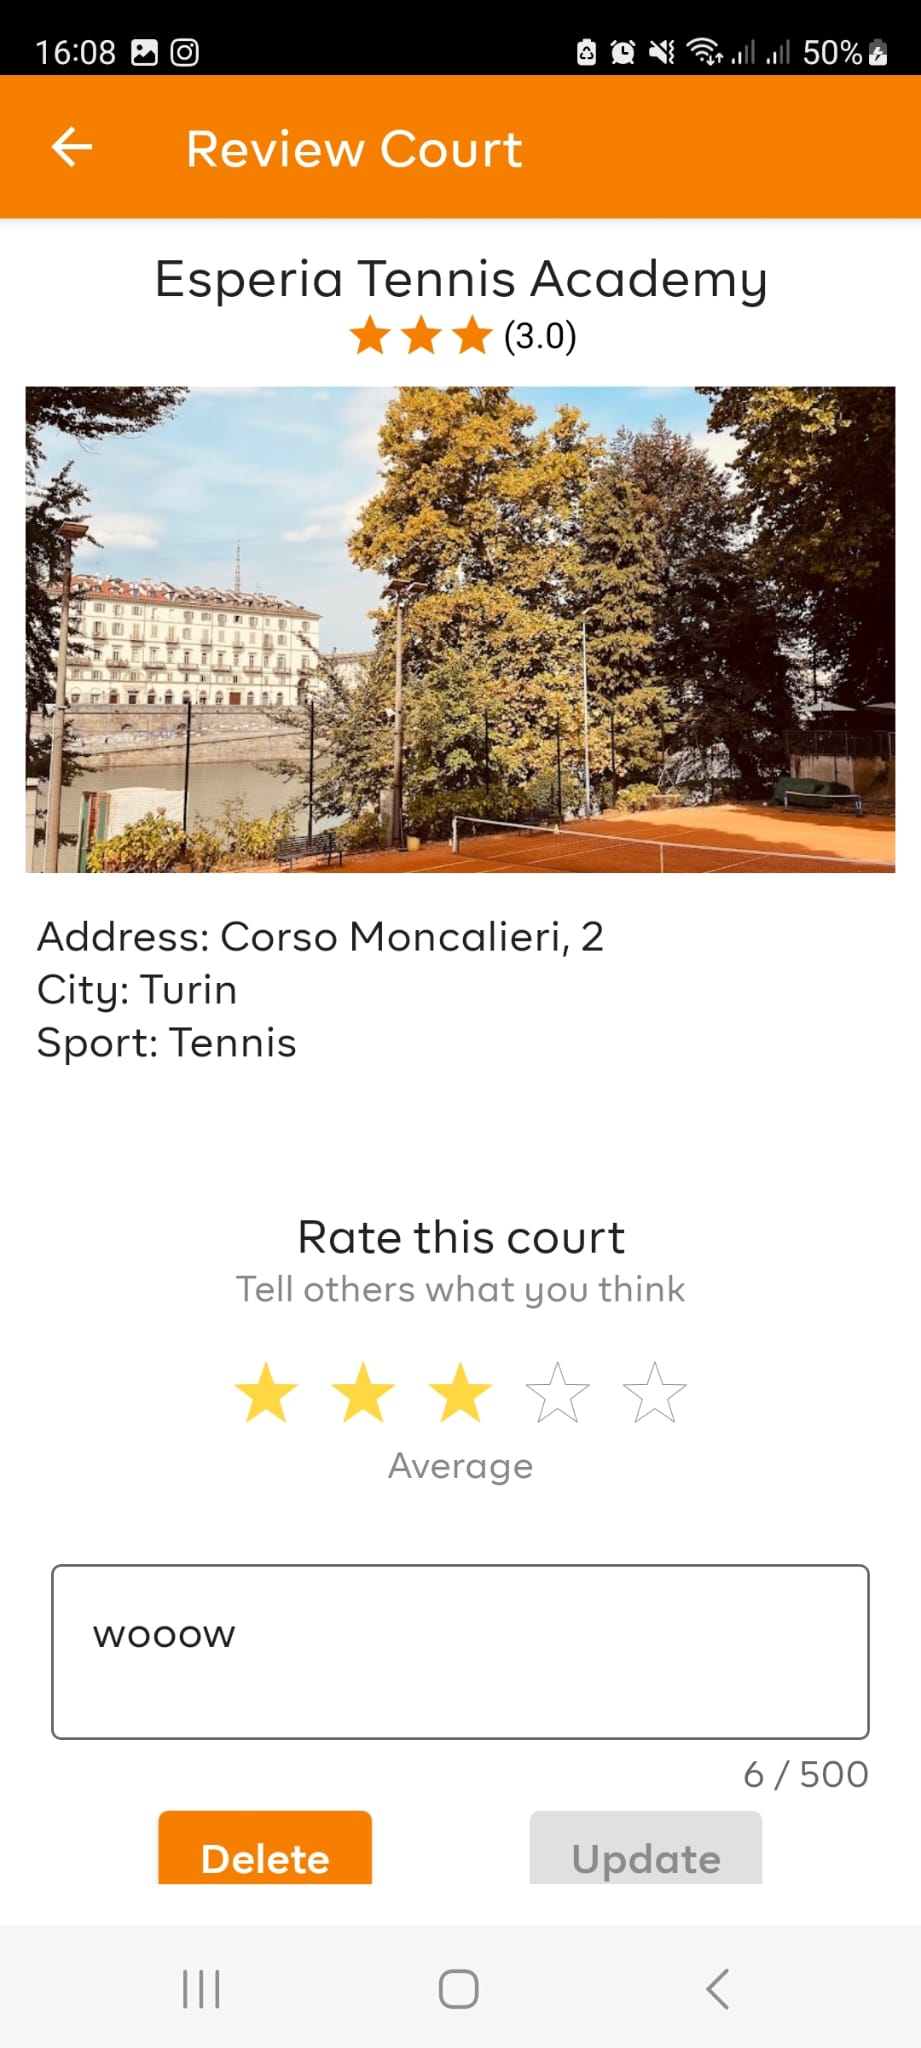 16:08 50%
Review Court
Esperia Tennis Academy
(3.0)
Address: Corso Moncalieri, 2
City: Turin
Sport: Tennis
Rate this court
Tell others what you think
Average
wooow
6 / 500
Delete Update